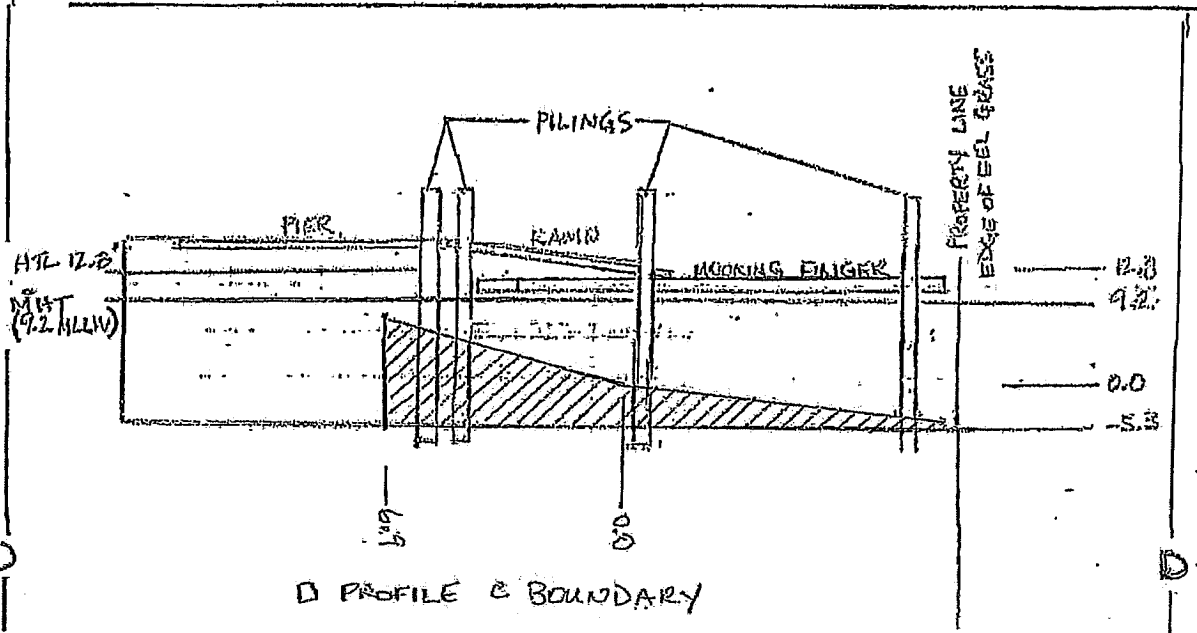 PILINGS
PROPERTY LINE
EDGE OF EEL GRASS
PIER
RAMP
HTL 12.8'
MOORING FINGER
12.8
MHT
9.2
(9.2 MLLW)
0.0
-5.5
0.0
D
D PROFILE @ BOUNDARY